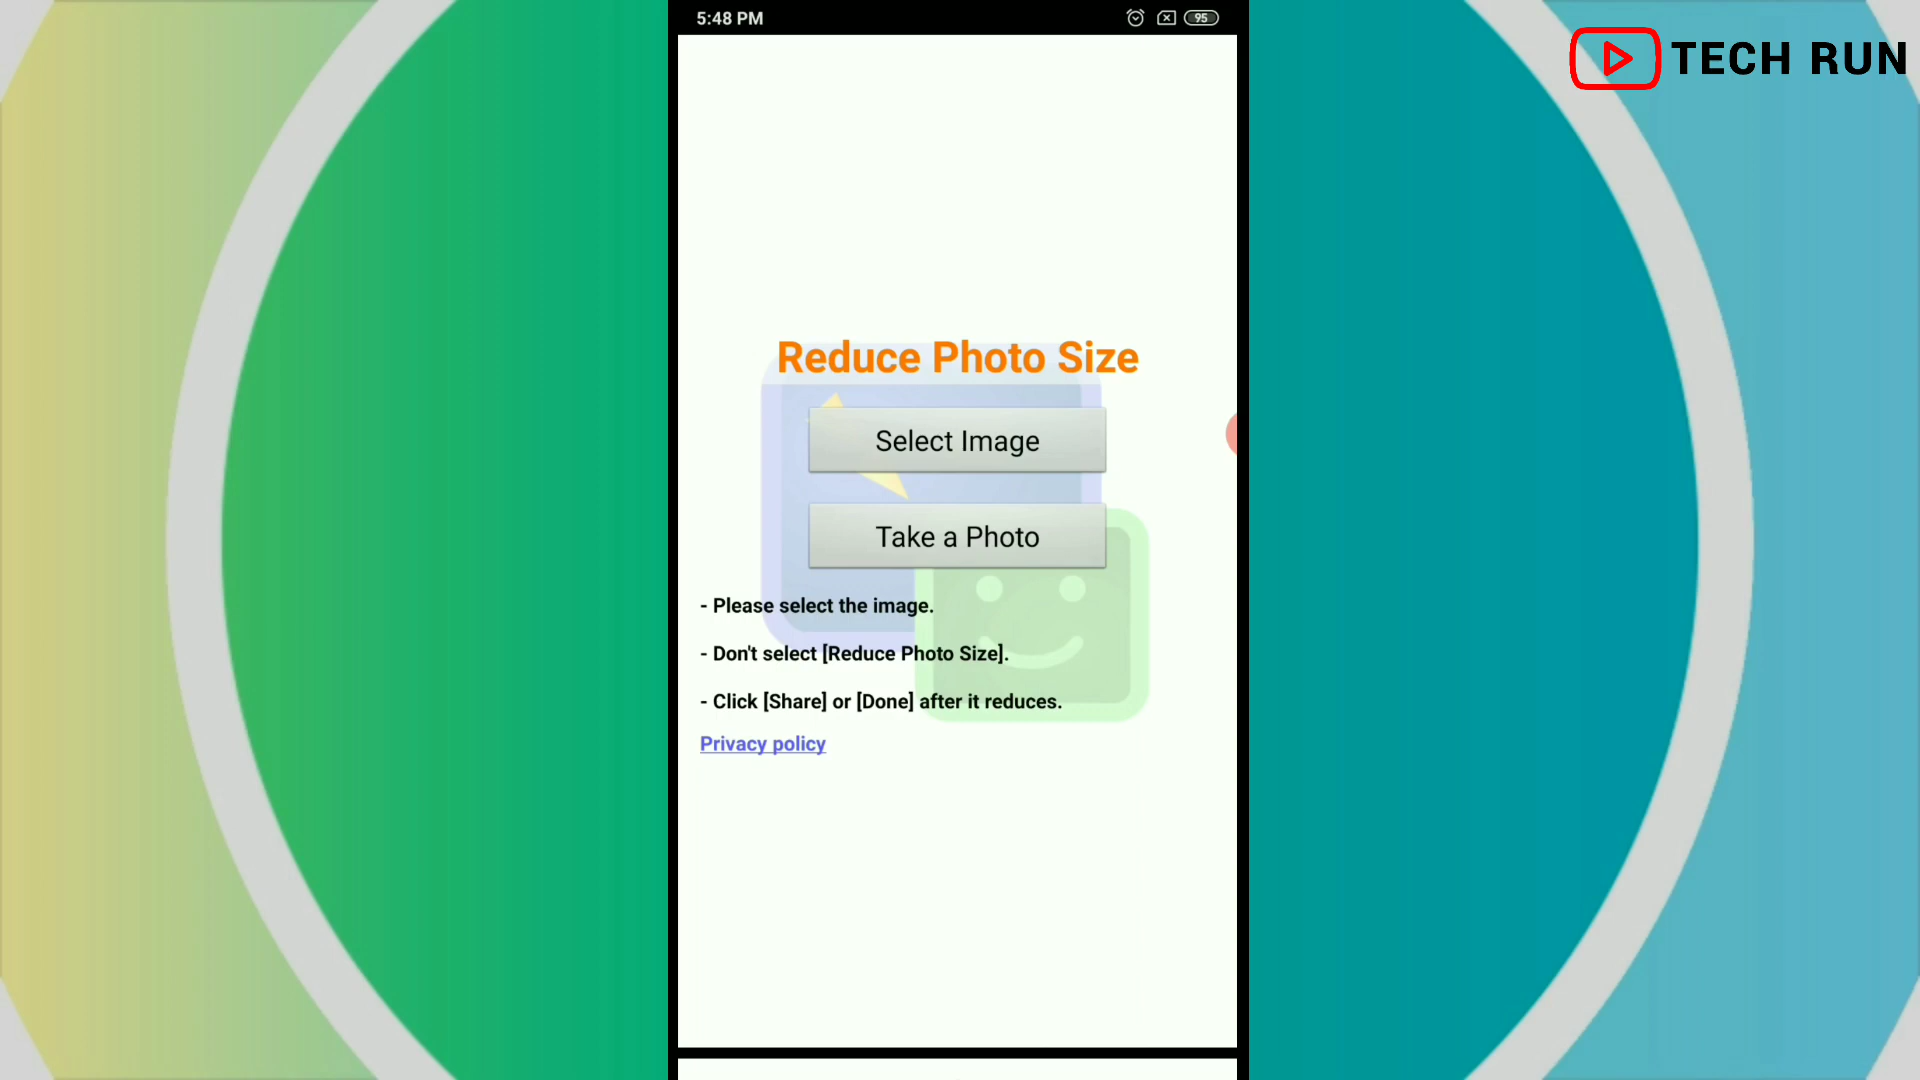 5:48 PM
95
TECH RUN
Reduce Photo Size
Select Image
Take a Photo
- Please select the image.
- Don't select [Reduce Photo Size].
- Click [Share] or [Done] after it reduces.
Privacy policy